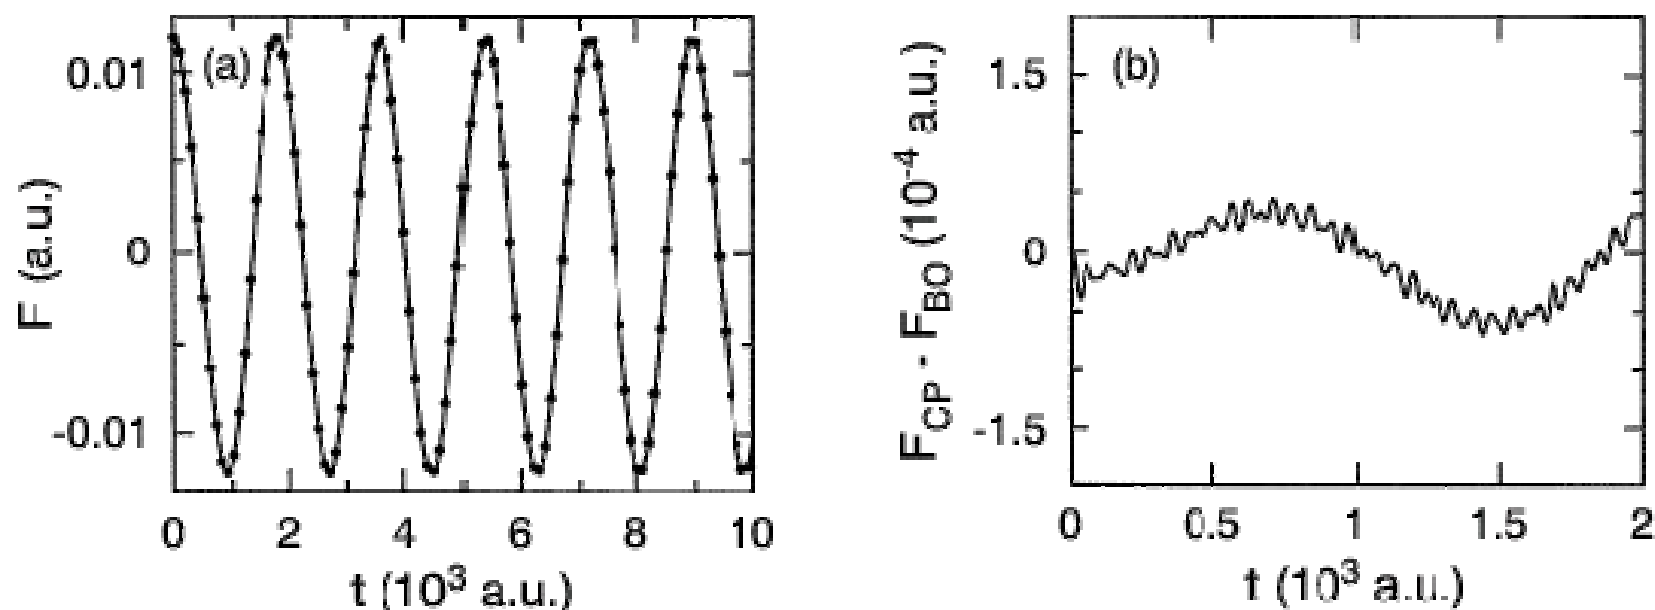 (a)
0.01
0
-0.01
F (a.u.)
0 2 4 6 8 10
t (10³ a.u.)
(b)
1.5
0
-1.5
F_CP - F_BO (10⁻⁴ a.u.)
0 0.5 1 1.5 2
t (10³ a.u.)